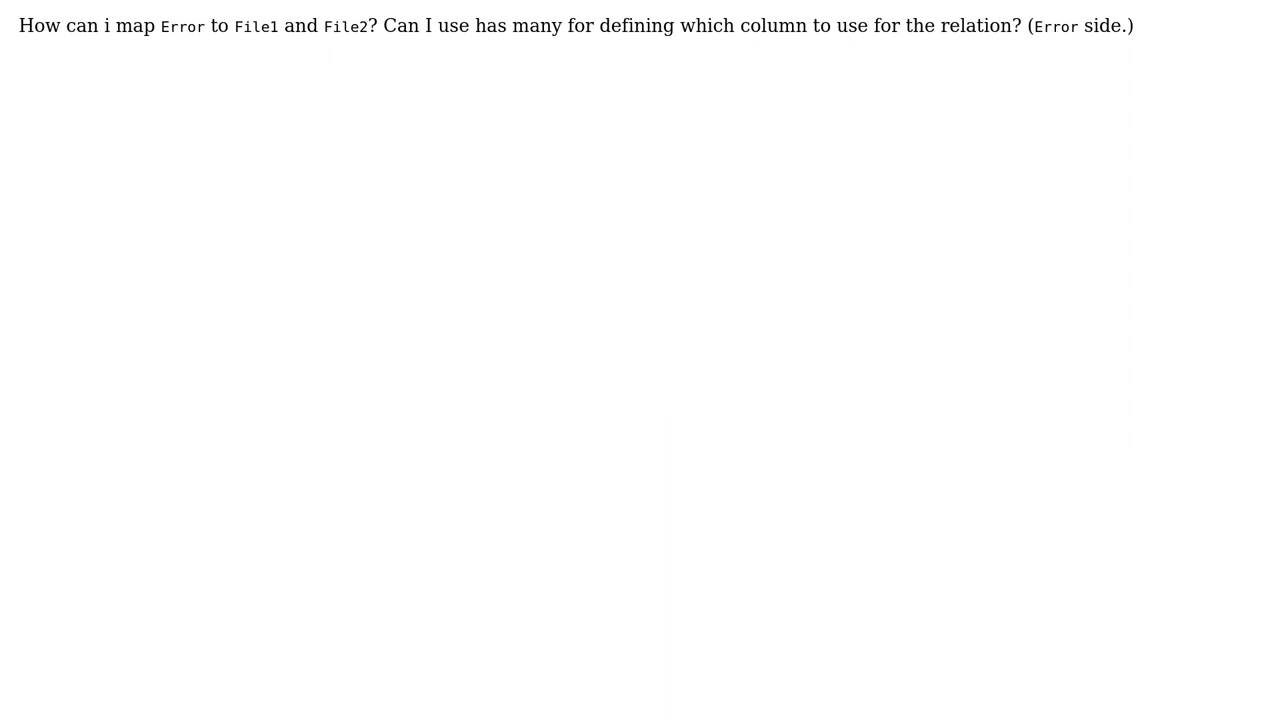 How can i map Error to File1 and File2? Can I use has many for defining which column to use for the relation? (Error side.)